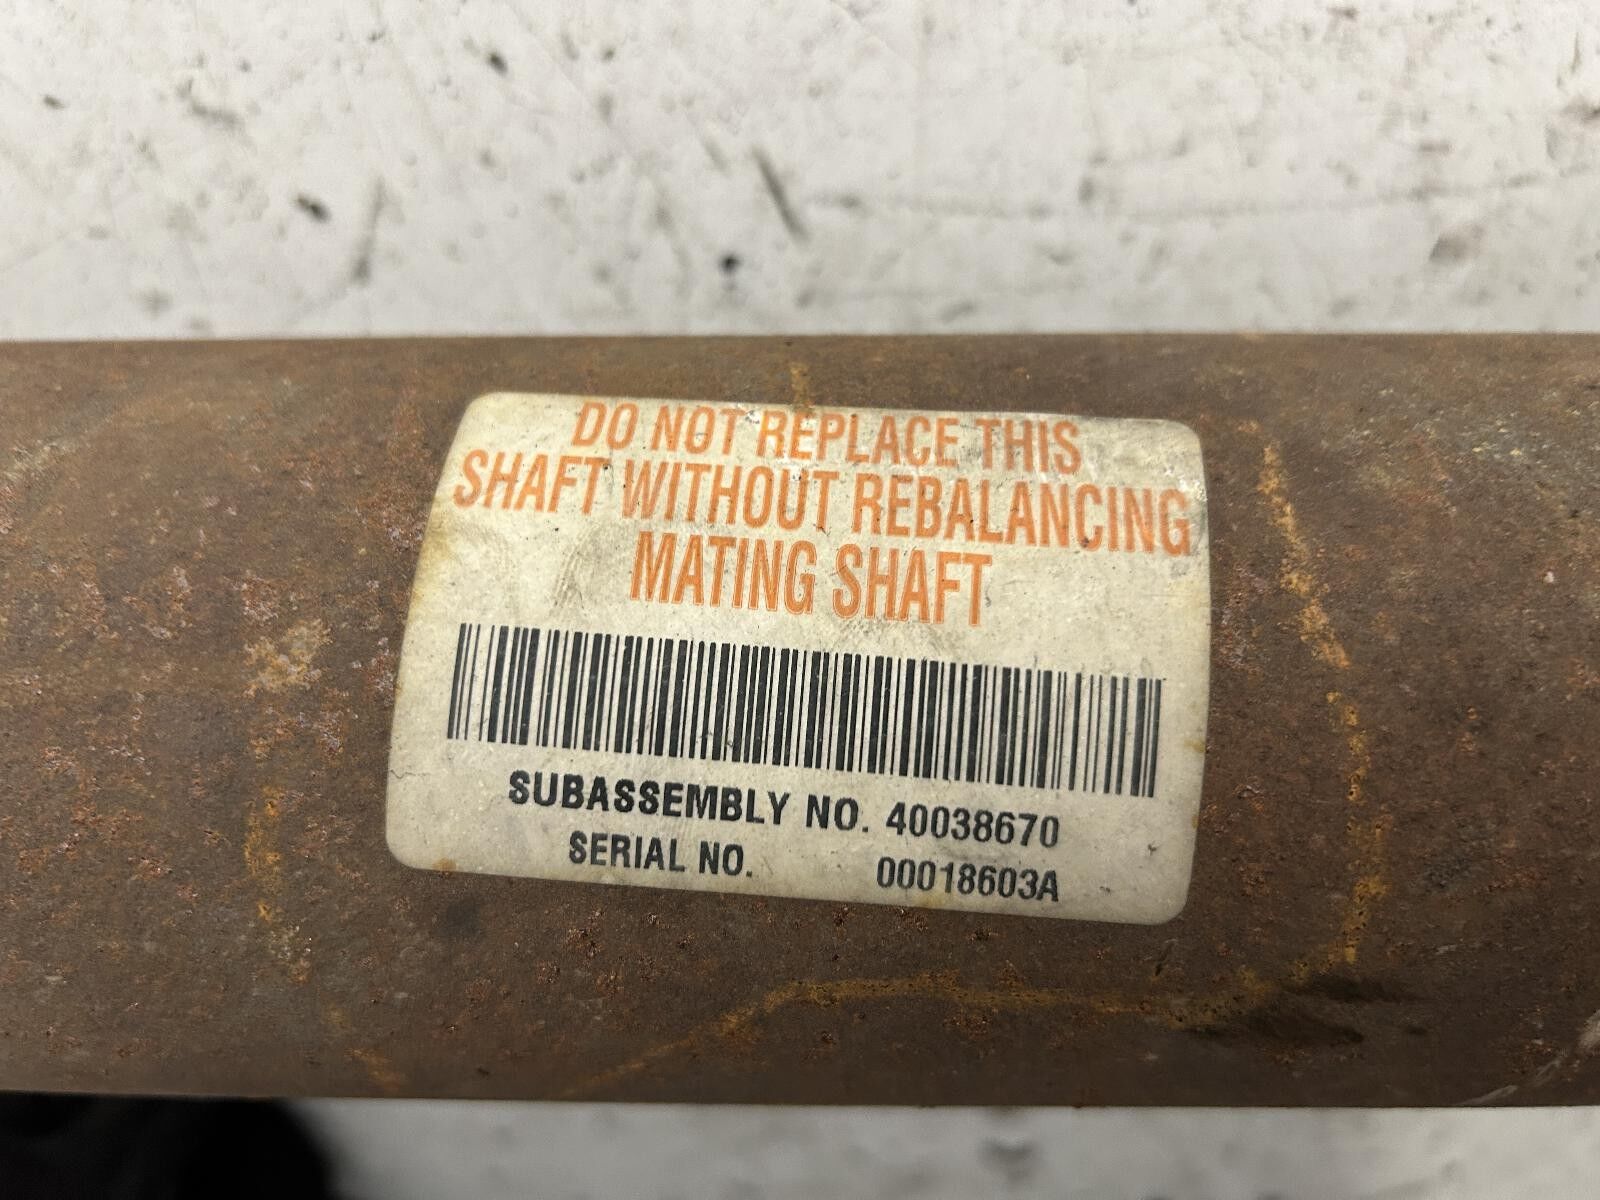 DO NOT REPLACE THIS
SHAFT WITHOUT REBALANCING
MATING SHAFT
SUBASSEMBLY NO. 40038670
SERIAL NO. 00018603A